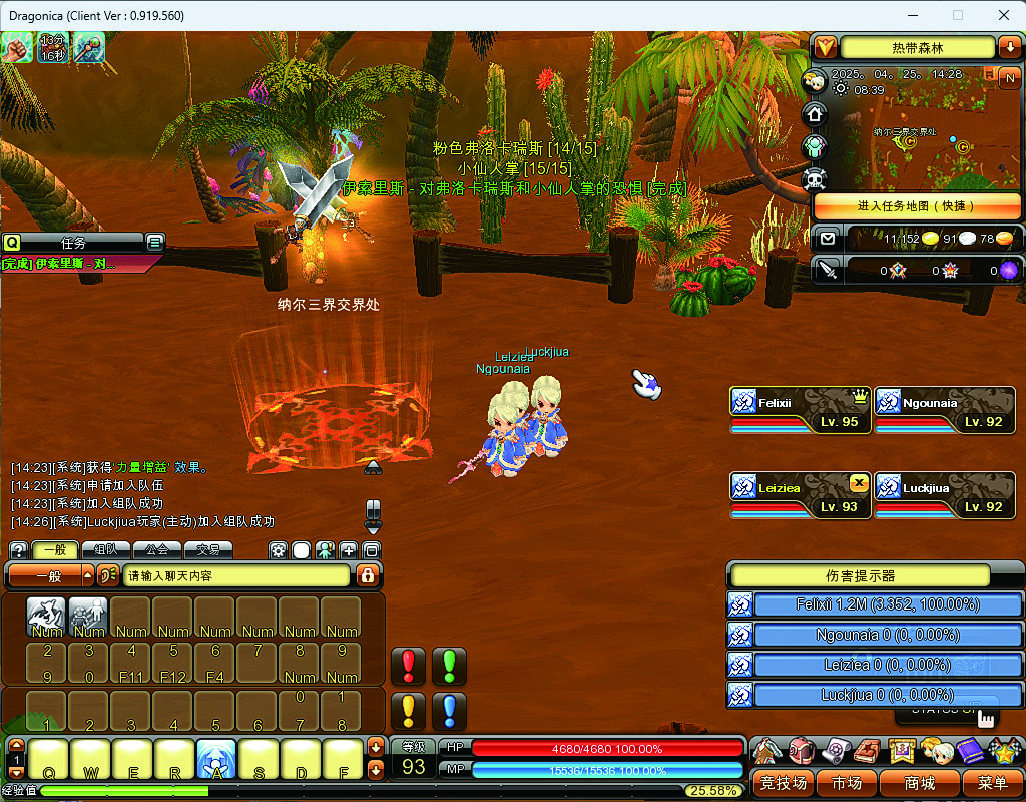 Dragonica (Client Ver : 0.919.560)
13分
16秒
热带森林
2025。 04。 25。 14:28
08:39
N
纳尔三界交界处
G
G
进入任务地图 ( 快捷 )
11,152 91 78
0 0 0
粉色弗洛卡瑞斯 [14/15]
小仙人掌 [15/15]
伊索里斯 - 对弗洛卡瑞斯和小仙人掌的恐惧 [完成]
Q 任务
[完成] 伊索里斯 - 对...
纳尔三界交界处
Luckjiua
Leiziea
Ngounaia
Felixii
Lv. 95
Ngounaia
Lv. 92
Leiziea
Lv. 93
Luckjiua
Lv. 92
[14:23][系统]获得'力量增益' 效果。
[14:23][系统]申请加入队伍
[14:23][系统]加入组队成功
[14:26][系统]Luckjiua玩家(主动)加入组队成功
? 一般 组队 公会 交易
一般 请输入聊天内容
伤害提示器
Felixii 1.2M (3.352, 100.00%)
Ngounaia 0 (0, 0.00%)
Leiziea 0 (0, 0.00%)
Luckjiua 0 (0, 0.00%)
STATUS UP
Num Num Num Num Num Num Num Num
2 3 4 5 6 7 8 9
9 0 F11 F12 F4 Num Num
0 1
1 2 3 4 5 6 7 8
1 Q W E R A S D F
等级
93
HP 4680/4680 100.00%
MP 15536/15536 100.00%
竞技场 市场 商城 菜单
经验值 25.58%